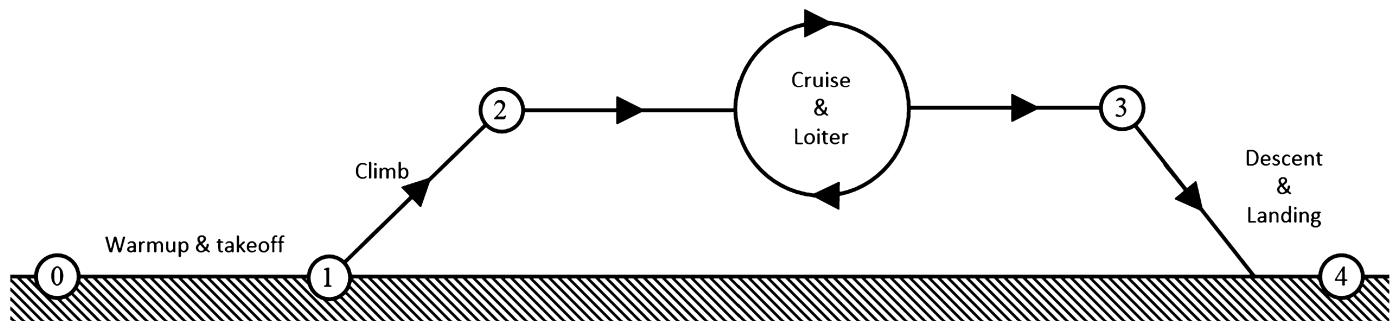 Cruise
&
Loiter
2
3
Climb
Descent
&
Landing
Warmup & takeoff
0
1
4